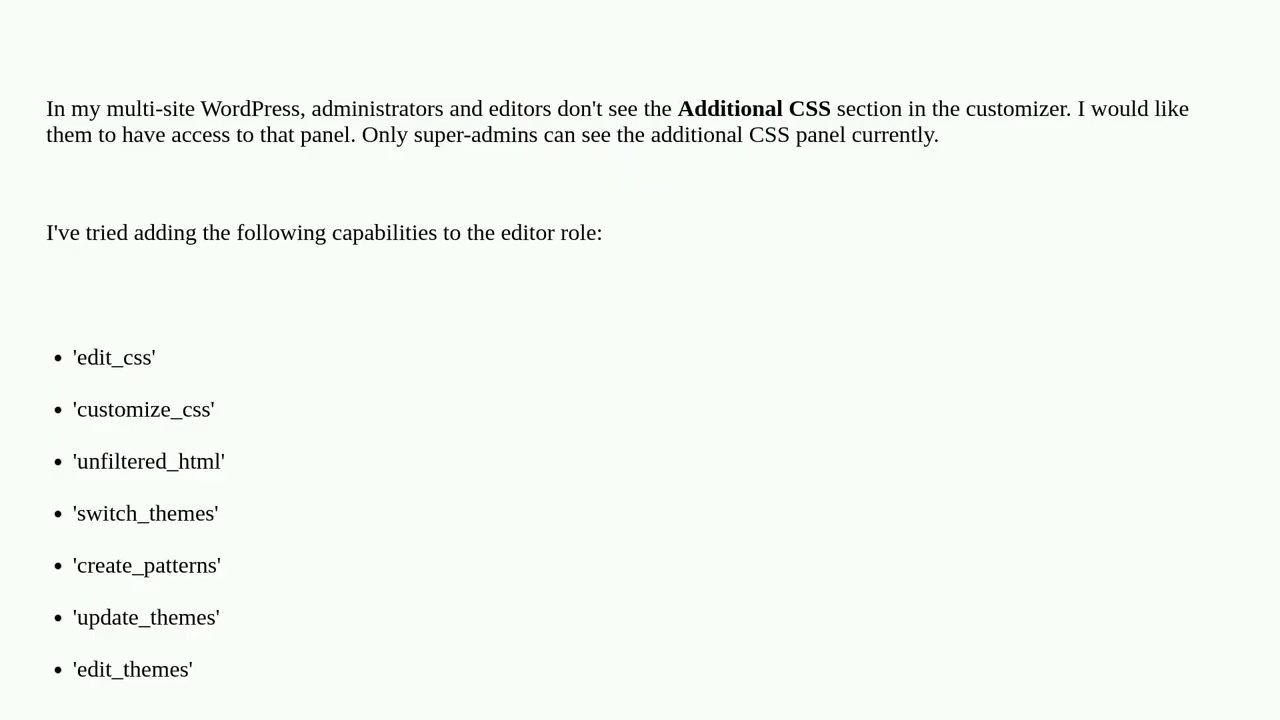 In my multi-site WordPress, administrators and editors don't see the Additional CSS section in the customizer. I would like
them to have access to that panel. Only super-admins can see the additional CSS panel currently.
I've tried adding the following capabilities to the editor role:
• 'edit_css'
• 'customize_css'
• 'unfiltered_html'
• 'switch_themes'
• 'create_patterns'
• 'update_themes'
• 'edit_themes'